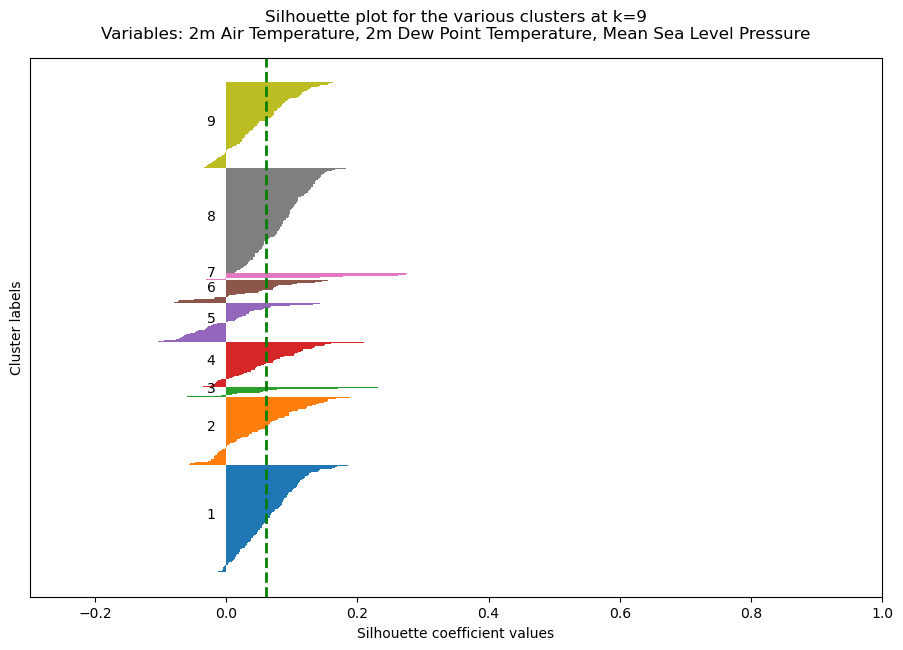 Silhouette plot for the various clusters at k=9
Variables: 2m Air Temperature, 2m Dew Point Temperature, Mean Sea Level Pressure
Cluster labels
9
8
7
6
5
4
3
2
1
−0.2 0.0 0.2 0.4 0.6 0.8 1.0
Silhouette coefficient values